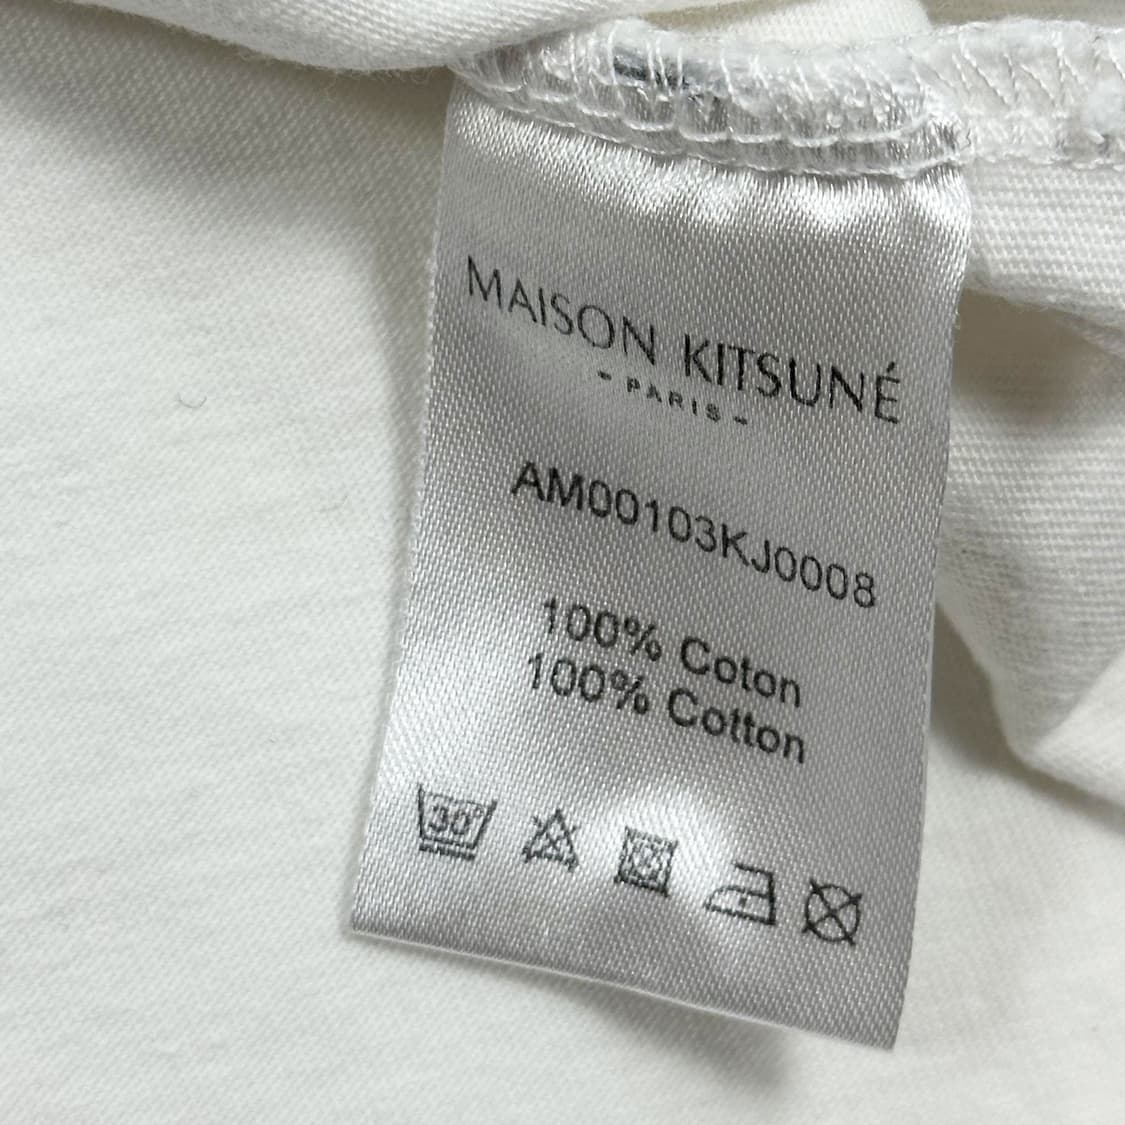 MAISON KITSUNÉ
- PARIS -
AM00103KJ0008
100% Coton
100% Cotton
30°